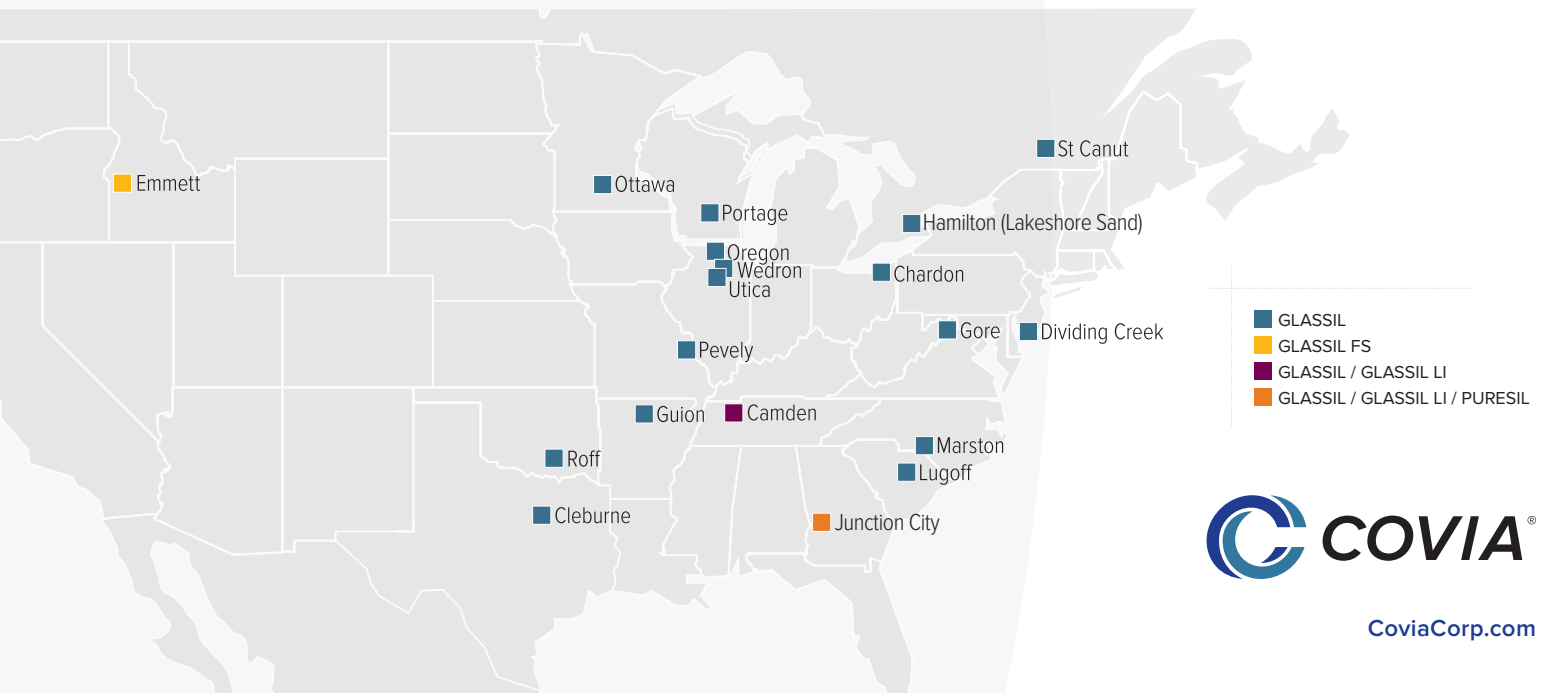 St Canut
Emmett
Ottawa
Portage
Hamilton (Lakeshore Sand)
Oregon
Wedron
Utica
Chardon
Gore
Dividing Creek
Pevely
Guion
Camden
Marston
Roff
Lugoff
Cleburne
Junction City
GLASSIL
GLASSIL FS
GLASSIL / GLASSIL LI
GLASSIL / GLASSIL LI / PURESIL
COVIA®
CoviaCorp.com